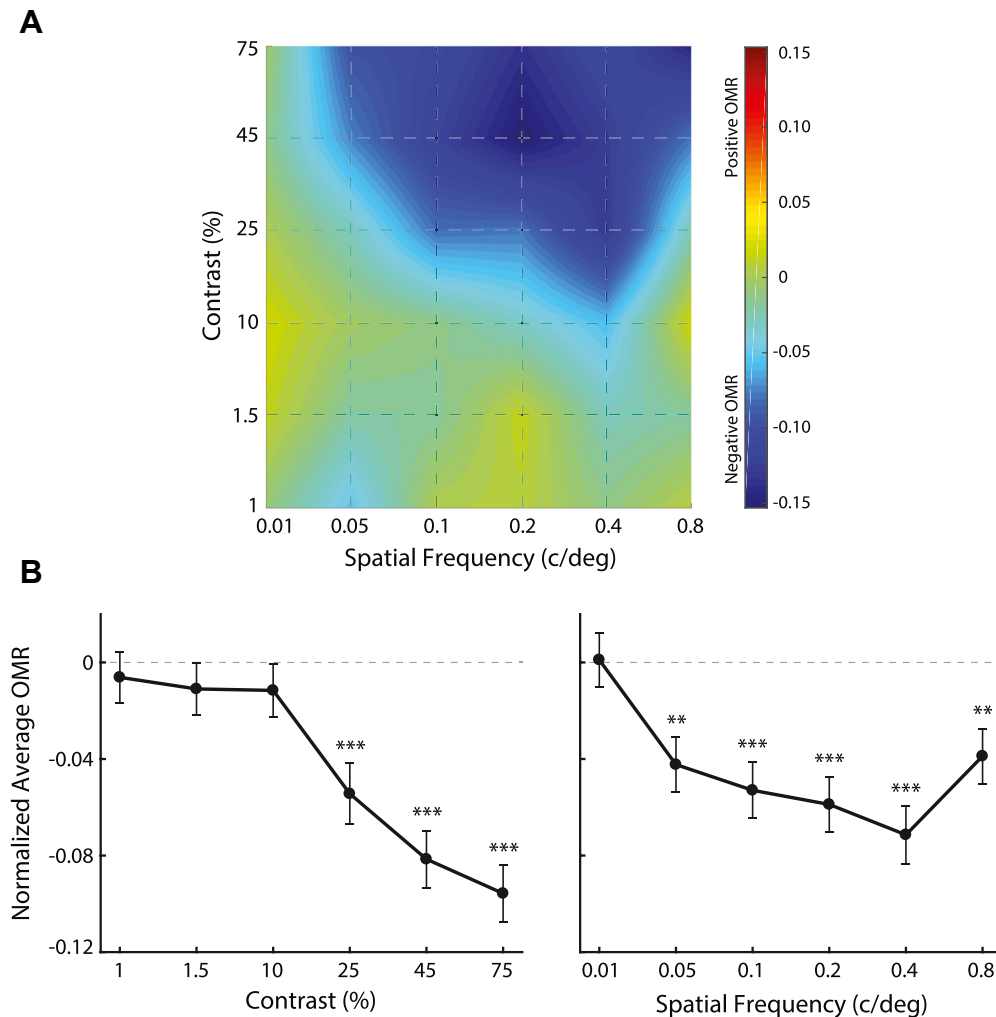 A
75
45
25
10
1.5
1
Contrast (%)
0.01 0.05 0.1 0.2 0.4 0.8
Spatial Frequency (c/deg)
0.15
0.10
0.05
0
-0.05
-0.10
-0.15
Positive OMR
Negative OMR
B
Normalized Average OMR
0
-0.04
-0.08
-0.12
***
***
***
1 1.5 10 25 45 75
Contrast (%)
**
***
***
***
**
0.01 0.05 0.1 0.2 0.4 0.8
Spatial Frequency (c/deg)